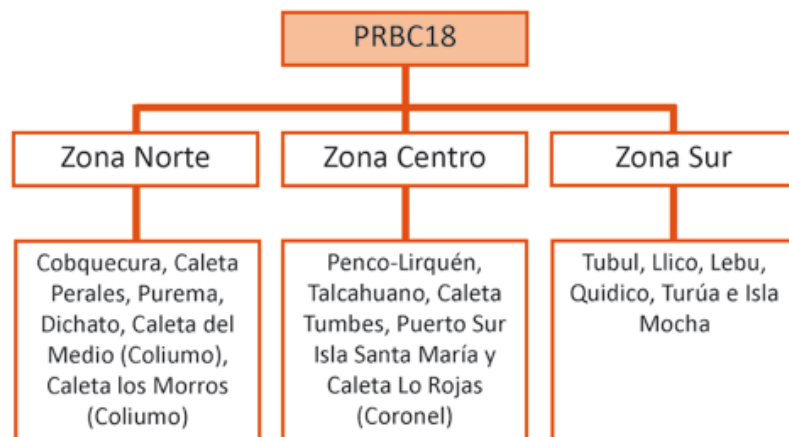 PRBC18
Zona Norte
Zona Centro
Zona Sur
Cobquecura, Caleta
Perales, Purema,
Dichato, Caleta del
Medio (Coliumo),
Caleta los Morros
(Coliumo)
Penco-Lirquén,
Talcahuano, Caleta
Tumbes, Puerto Sur
Isla Santa María y
Caleta Lo Rojas
(Coronel)
Tubul, Llico, Lebu,
Quidico, Turúa e Isla
Mocha